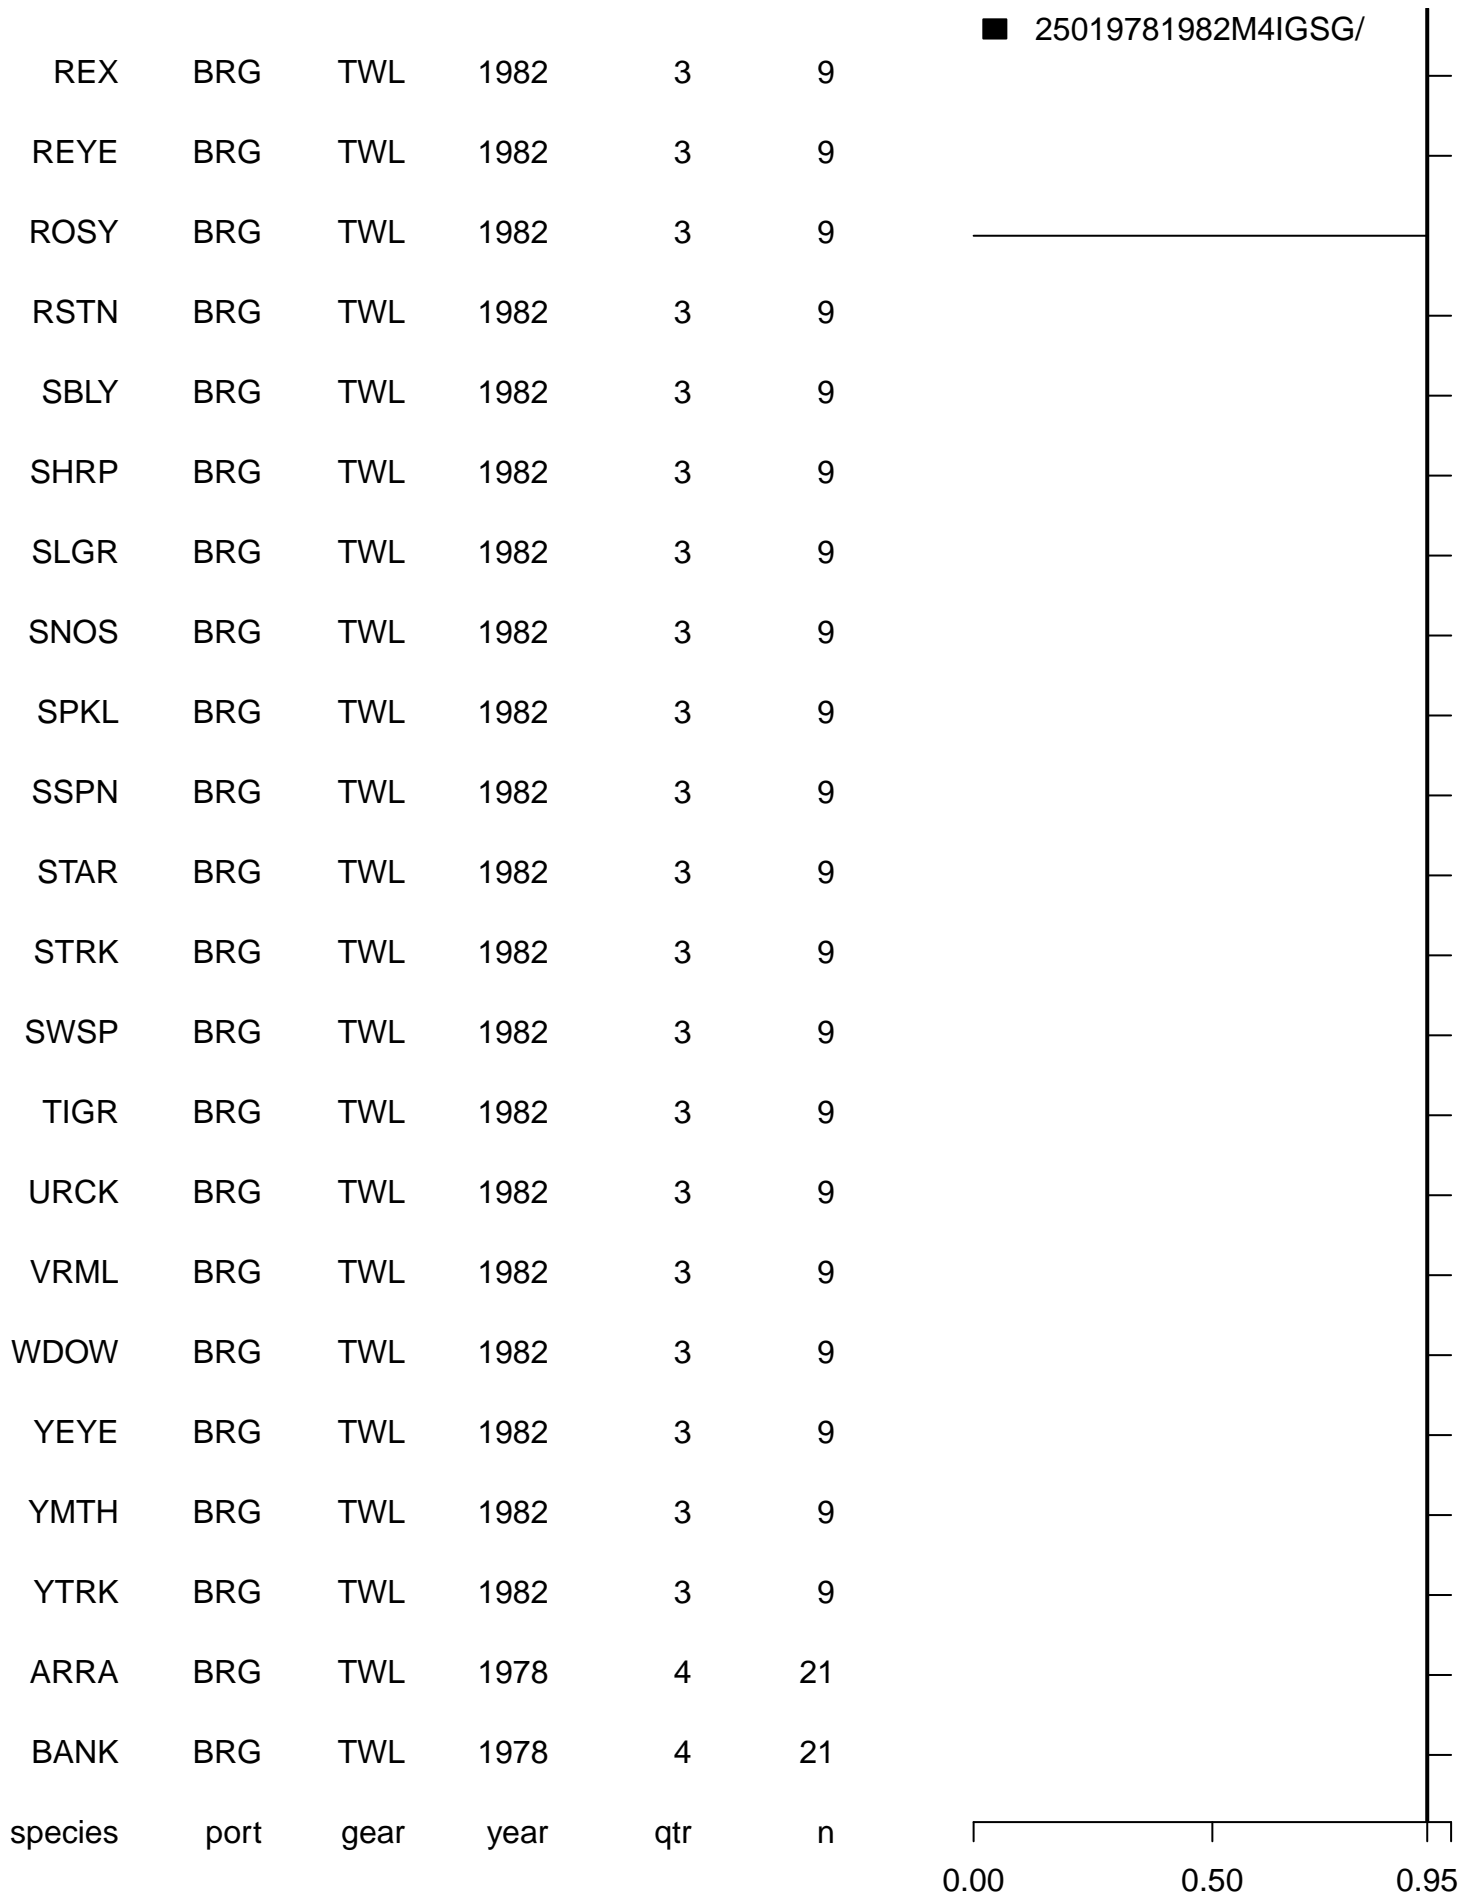 25019781982M4IGSG/
REX BRG TWL 1982 3 9
REYE BRG TWL 1982 3 9
ROSY BRG TWL 1982 3 9
RSTN BRG TWL 1982 3 9
SBLY BRG TWL 1982 3 9
SHRP BRG TWL 1982 3 9
SLGR BRG TWL 1982 3 9
SNOS BRG TWL 1982 3 9
SPKL BRG TWL 1982 3 9
SSPN BRG TWL 1982 3 9
STAR BRG TWL 1982 3 9
STRK BRG TWL 1982 3 9
SWSP BRG TWL 1982 3 9
TIGR BRG TWL 1982 3 9
URCK BRG TWL 1982 3 9
VRML BRG TWL 1982 3 9
WDOW BRG TWL 1982 3 9
YEYE BRG TWL 1982 3 9
YMTH BRG TWL 1982 3 9
YTRK BRG TWL 1982 3 9
ARRA BRG TWL 1978 4 21
BANK BRG TWL 1978 4 21
species port gear year qtr n
0.00 0.50 0.95